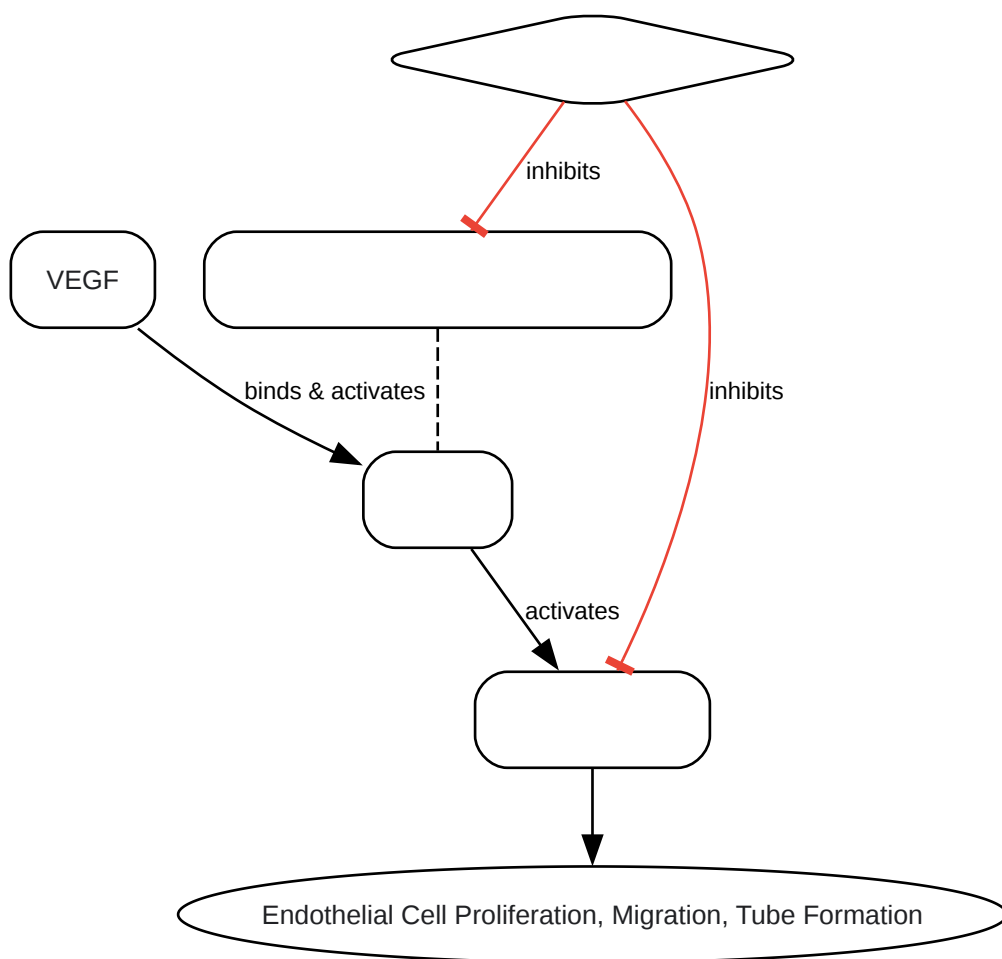 inhibits
VEGF
binds & activates
inhibits
activates
Endothelial Cell Proliferation, Migration, Tube Formation